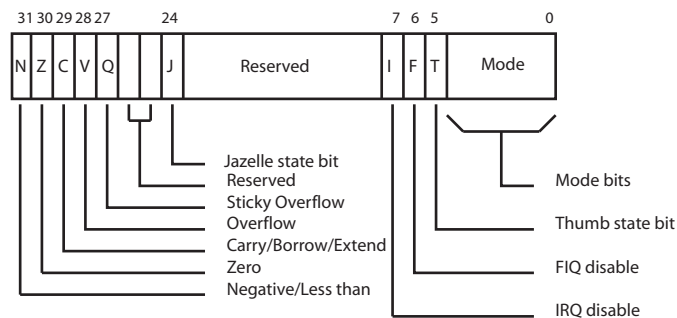 31 30 29 28 27 24 7 6 5 0
N Z C V Q J Reserved I F T Mode
Jazelle state bit
Reserved
Sticky Overflow
Overflow
Carry/Borrow/Extend
Zero
Negative/Less than
Mode bits
Thumb state bit
FIQ disable
IRQ disable